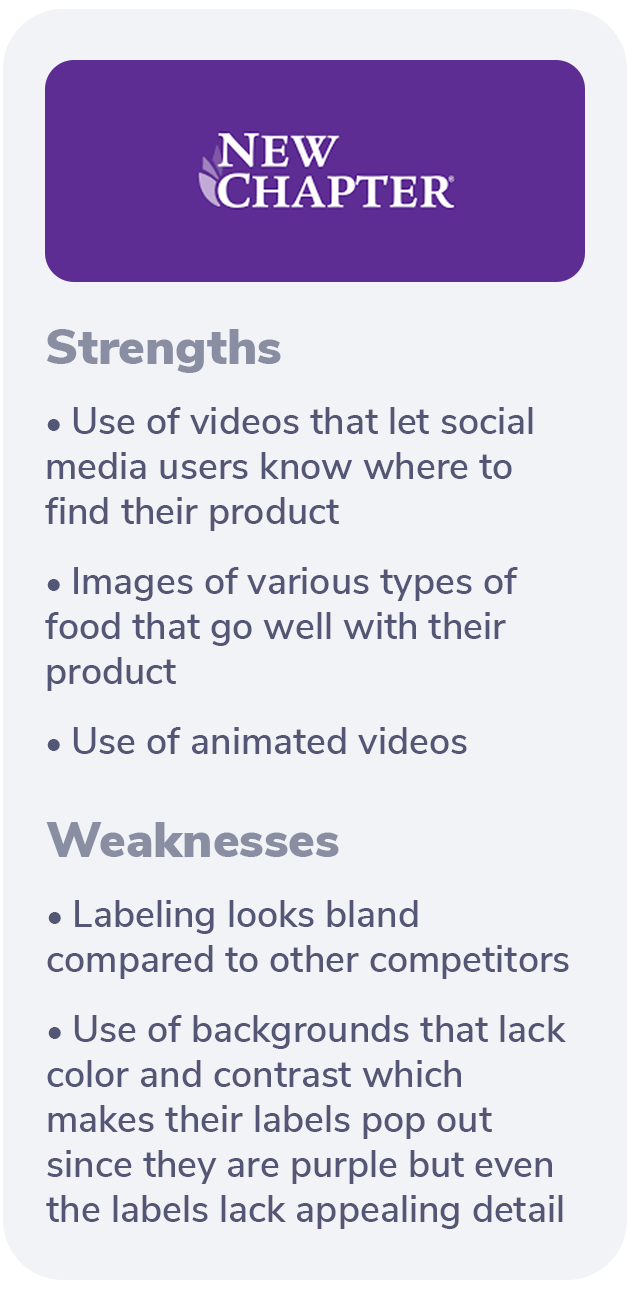 NEW
CHAPTER®
Strengths
• Use of videos that let social
media users know where to
find their product
• Images of various types of
food that go well with their
product
• Use of animated videos
Weaknesses
• Labeling looks bland
compared to other competitors
• Use of backgrounds that lack
color and contrast which
makes their labels pop out
since they are purple but even
the labels lack appealing detail